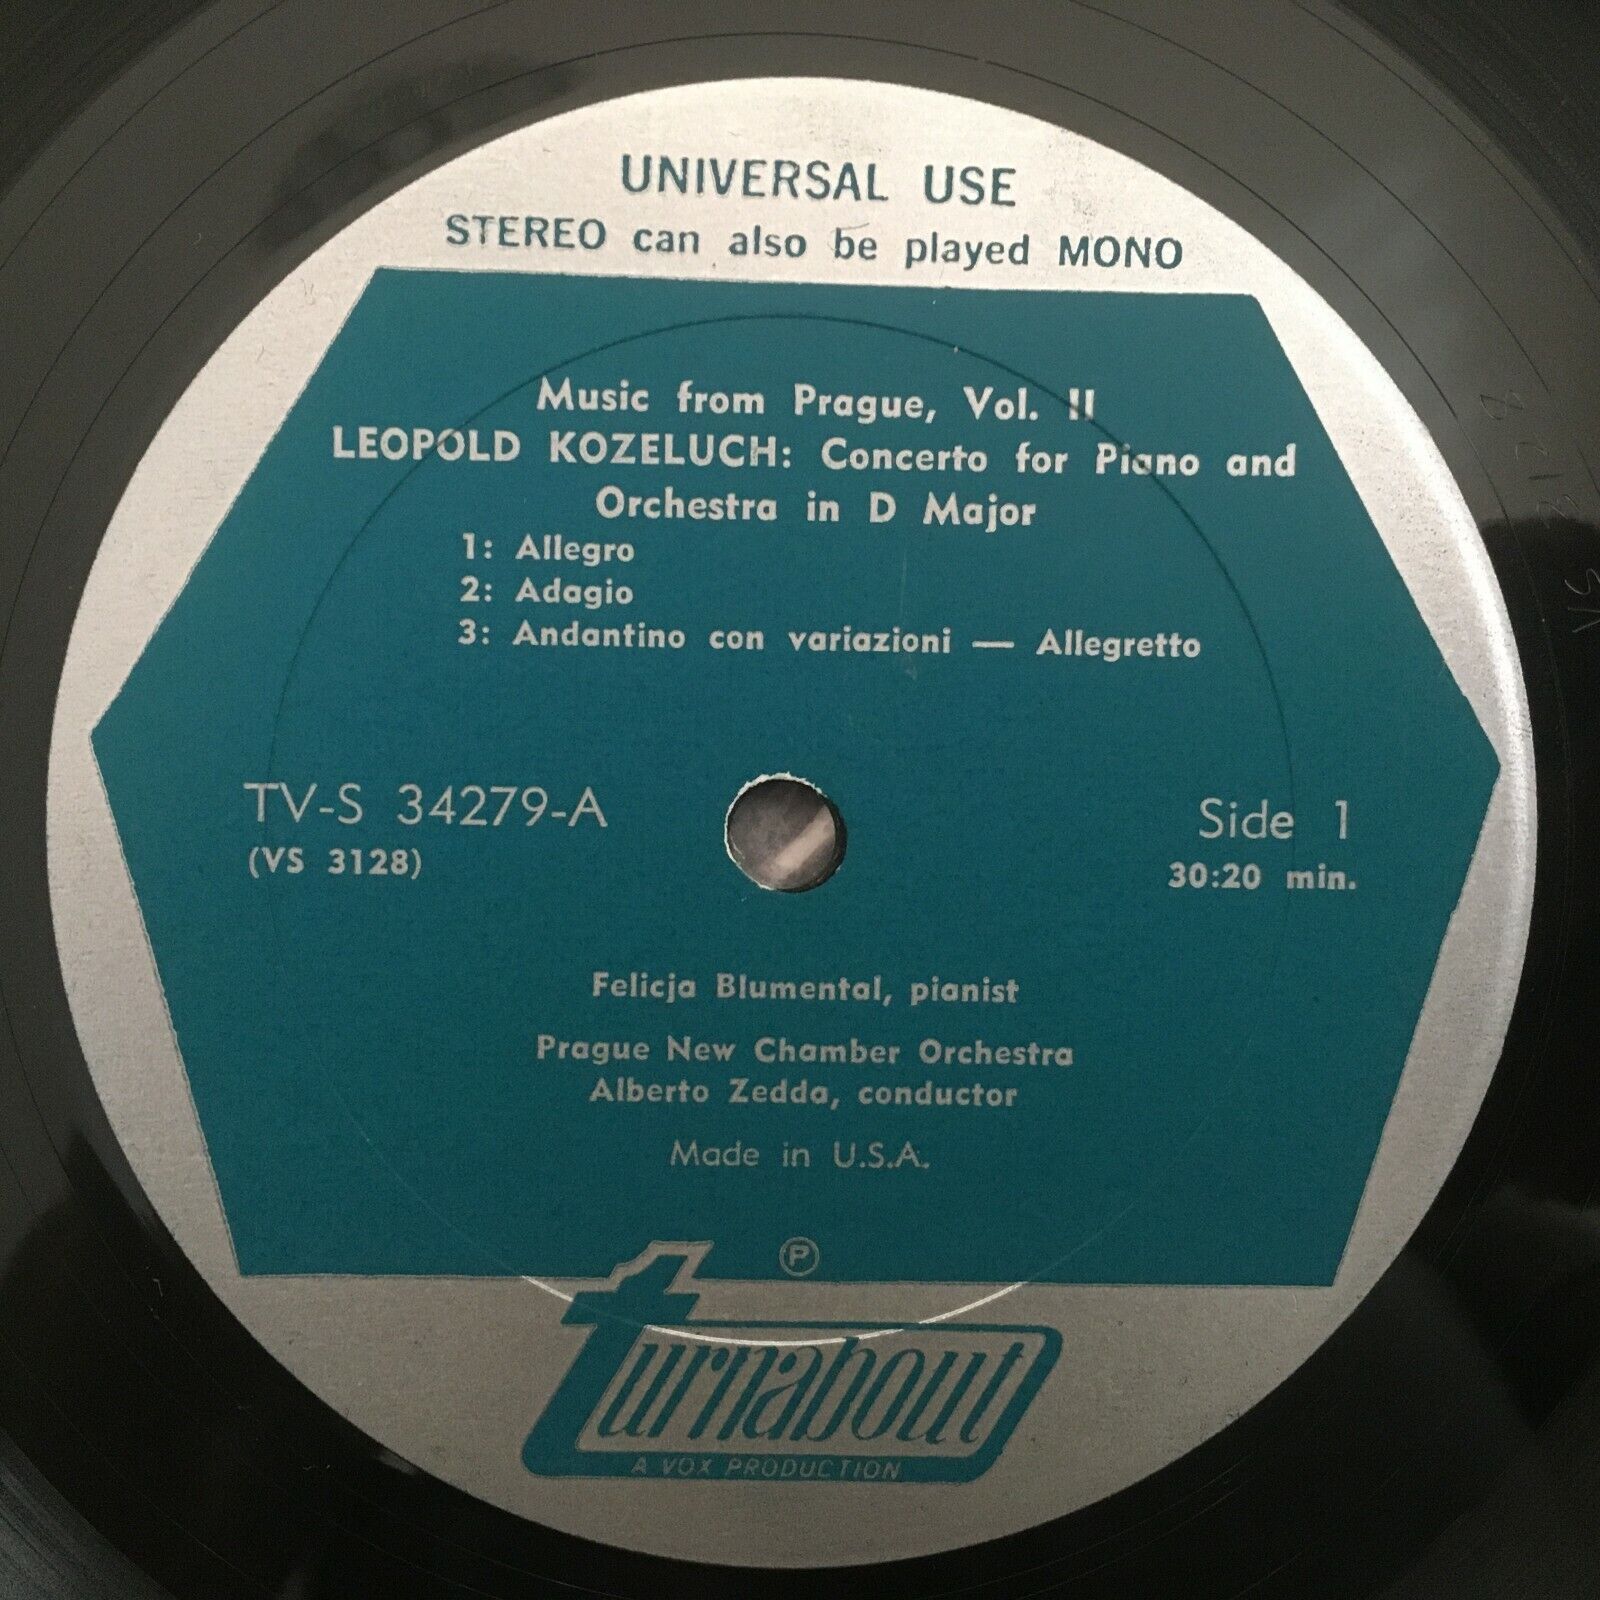 UNIVERSAL USE
STEREO can also be played MONO
Music from Prague, Vol. II
LEOPOLD KOZELUCH: Concerto for Piano and
Orchestra in D Major
1: Allegro
2: Adagio
3: Andantino con variazioni — Allegretto
TV-S 34279-A
(VS 3128)
Side 1
30:20 min.
Felicja Blumental, pianist
Prague New Chamber Orchestra
Alberto Zedda, conductor
Made in U.S.A.
℗
turnabout
A VOX PRODUCTION